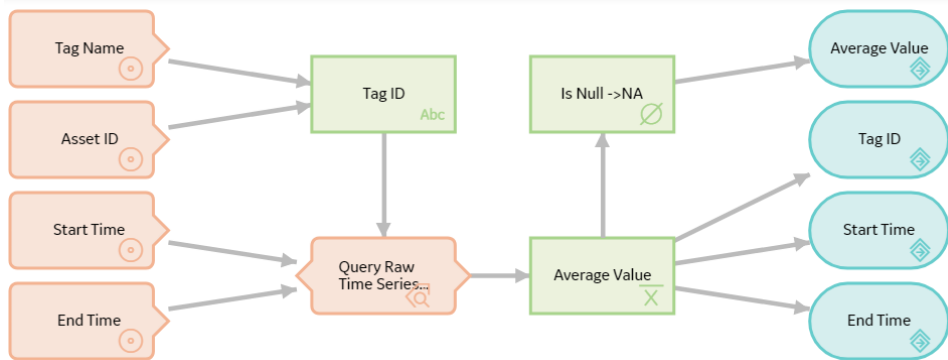 Tag Name
Asset ID
Start Time
End Time
Tag ID
Abc
Query Raw
Time Series...
Is Null ->NA
Average Value
X
Average Value
Tag ID
Start Time
End Time